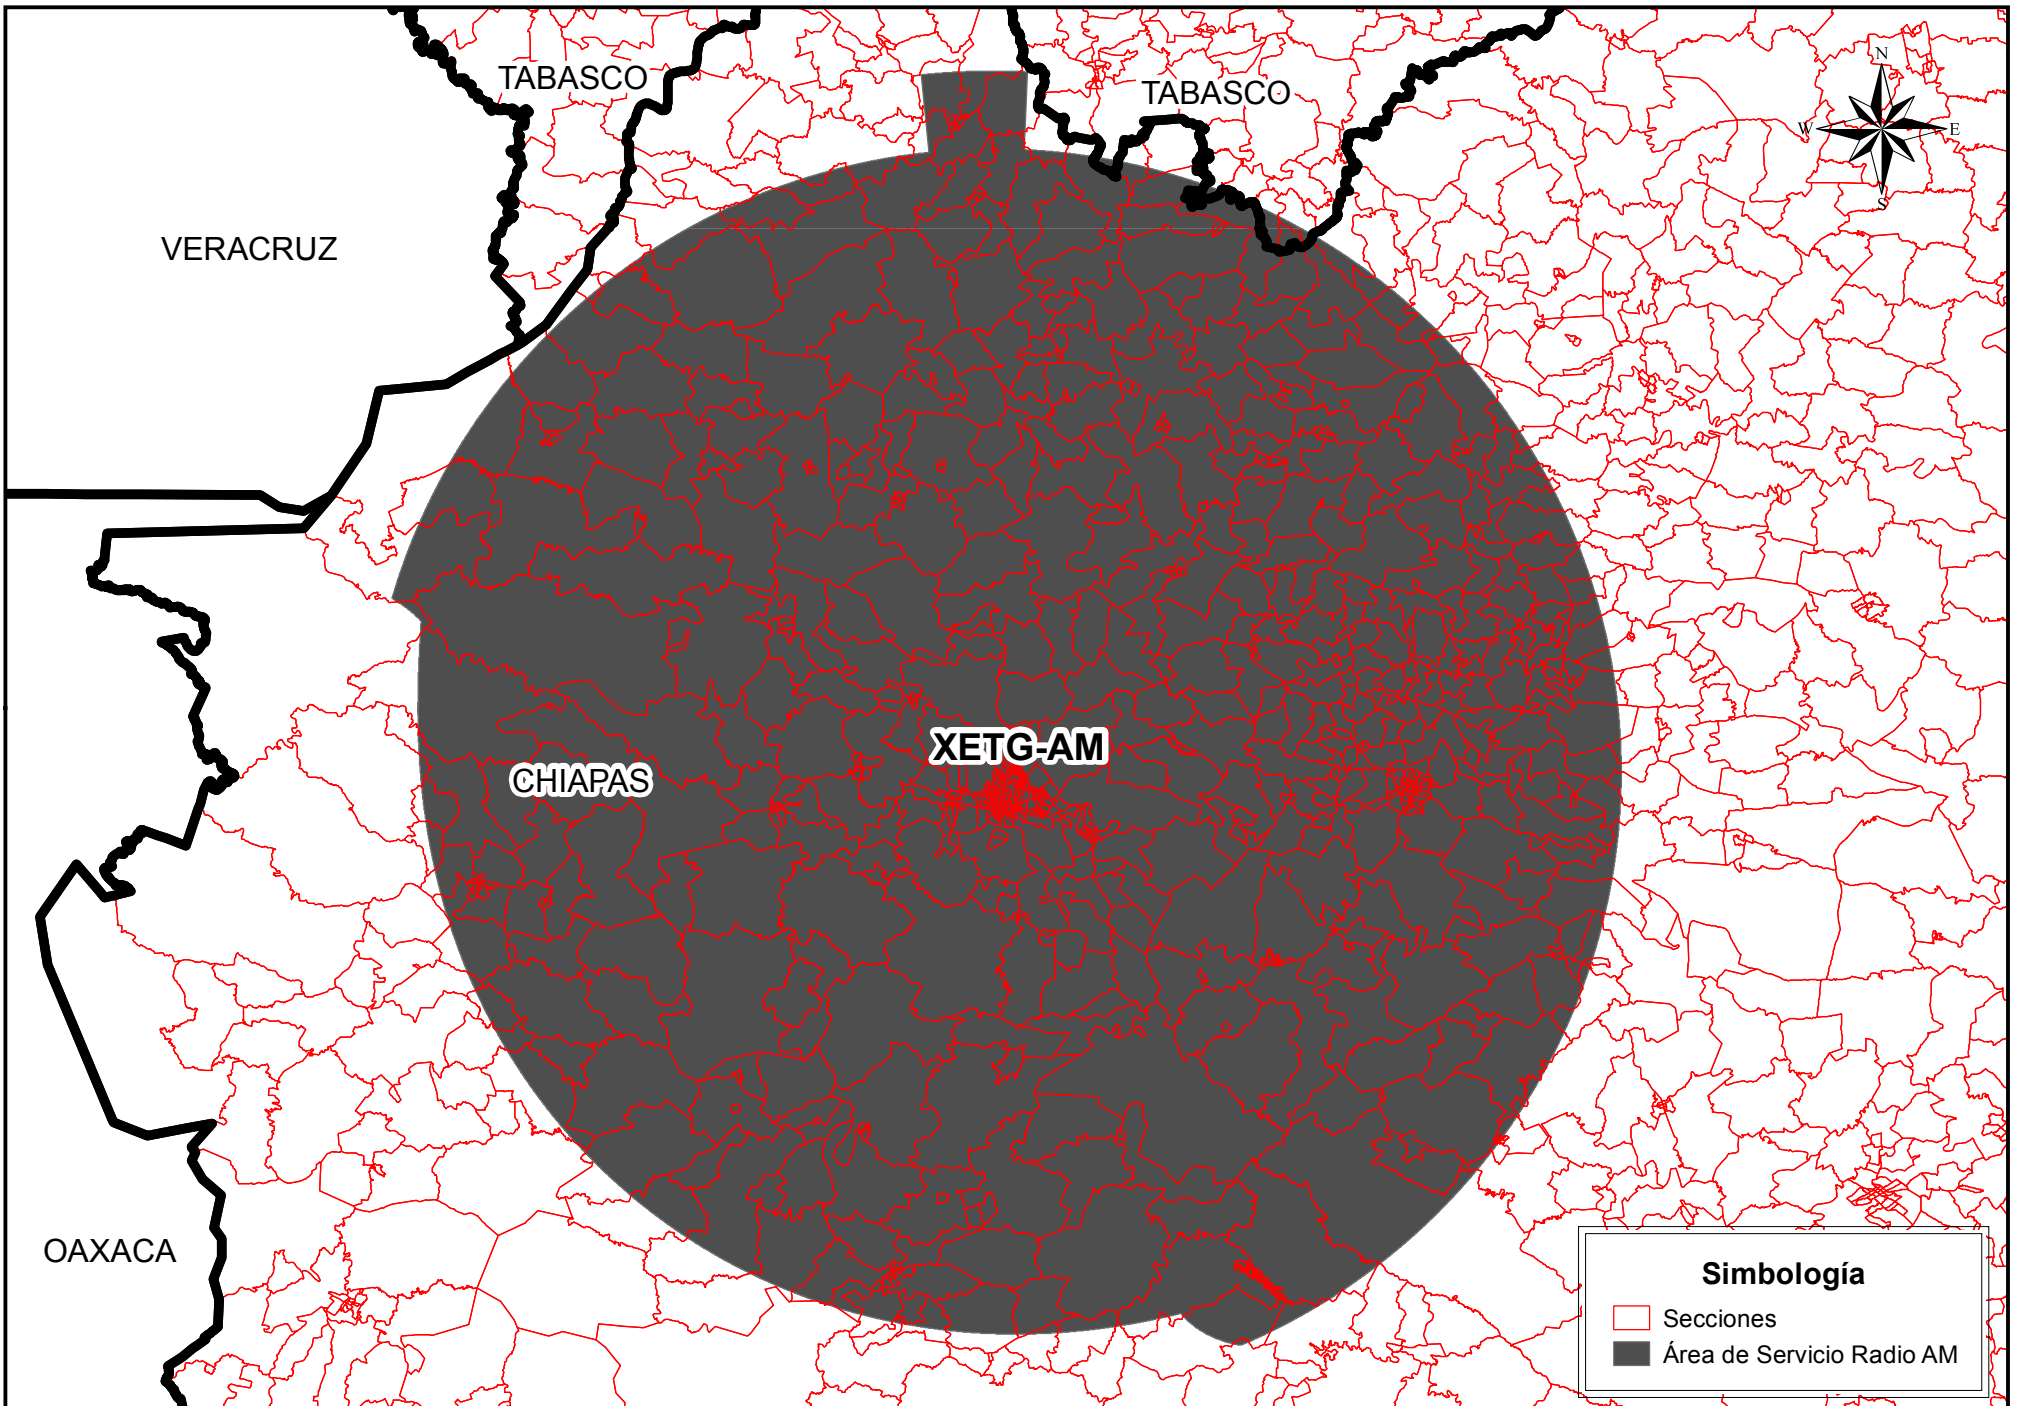 TABASCO
TABASCO
N
W
E
S
VERACRUZ
XETG-AM
CHIAPAS
OAXACA
Simbología
Secciones
Área de Servicio Radio AM